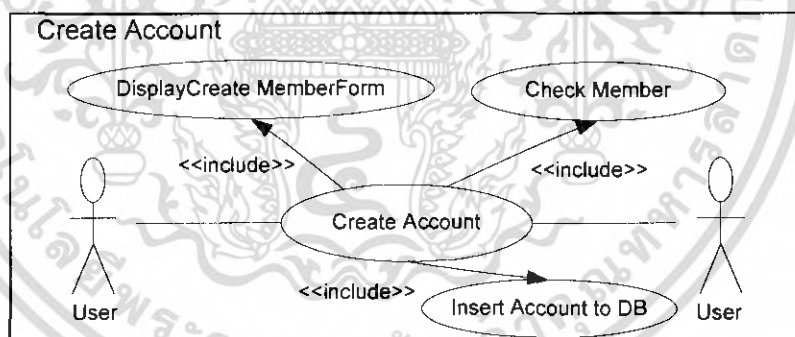 Create Account
DisplayCreate MemberForm
Check Member
<<include>>
<<include>>
Create Account
User
<<include>>
Insert Account to DB
User